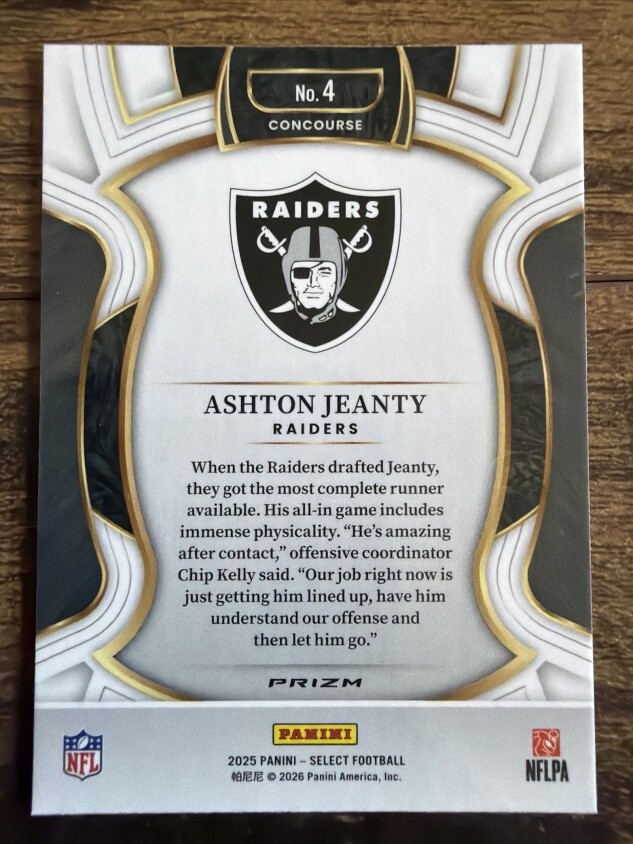 No. 4
CONCOURSE
RAIDERS
ASHTON JEANTY
RAIDERS
When the Raiders drafted Jeanty,
they got the most complete runner
available. His all-in game includes
immense physicality. “He’s amazing
after contact,” offensive coordinator
Chip Kelly said. “Our job right now is
just getting him lined up, have him
understand our offense and
then let him go.”
PRIZM
PANINI
2025 PANINI – SELECT FOOTBALL
帕尼尼 © 2026 Panini America, Inc.
NFL
NFLPA